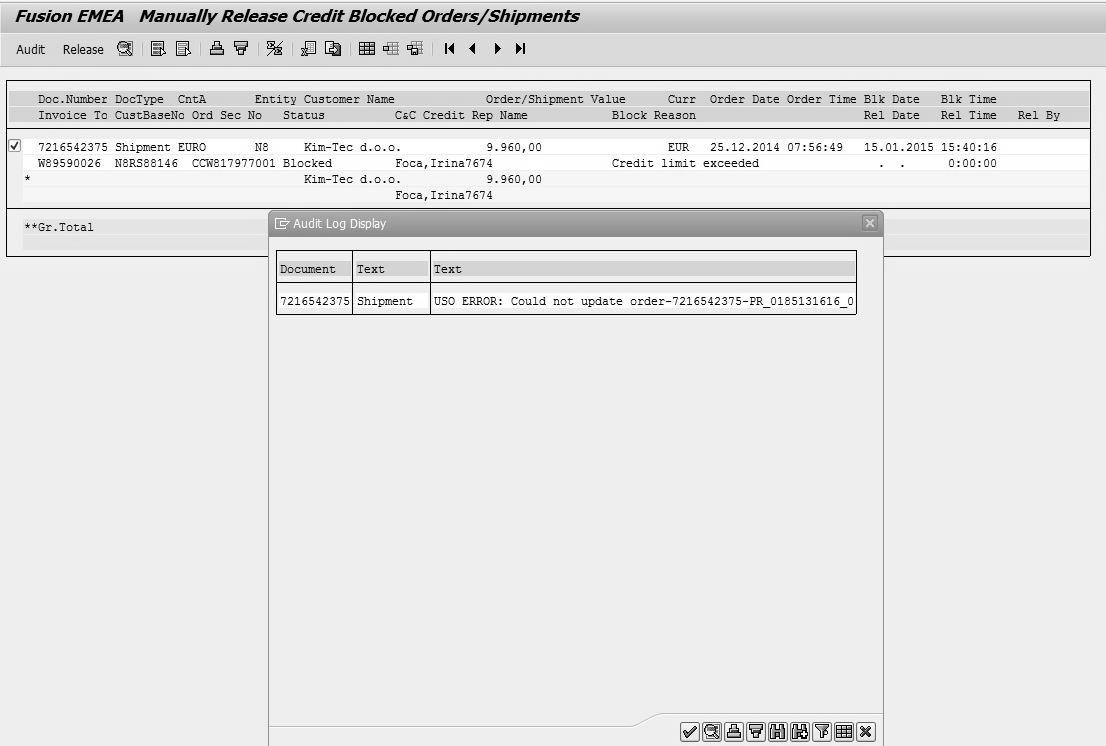 Fusion EMEA Manually Release Credit Blocked Orders/Shipments
Audit Release
Doc.Number DocType CntA Entity Customer Name Order/Shipment Value Curr Order Date Order Time Blk Date Blk Time
Invoice To CustBaseNo Ord Sec No Status C&C Credit Rep Name Block Reason Rel Date Rel Time Rel By
7216542375 Shipment EURO N8 Kim-Tec d.o.o. 9.960,00 EUR 25.12.2014 07:56:49 15.01.2015 15:40:16
W89590026 N8RS88146 CCW817977001 Blocked Foca,Irina7674 Credit limit exceeded . . 0:00:00
* Kim-Tec d.o.o. 9.960,00
Foca,Irina7674
**Gr.Total
Audit Log Display
Document Text Text
7216542375 Shipment USO ERROR: Could not update order-7216542375-PR_0185131616_0